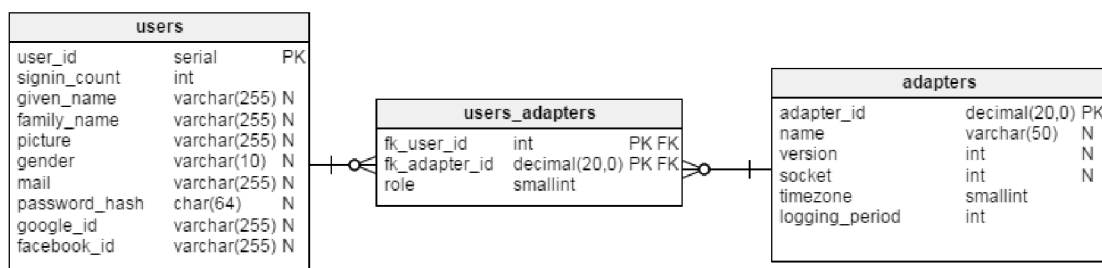 users
user_id serial PK
signin_count int
given_name varchar(255) N
family_name varchar(255) N
picture varchar(255) N
gender varchar(10) N
mail varchar(255) N
password_hash char(64) N
google_id varchar(255) N
facebook_id varchar(255) N
users_adapters
fk_user_id int PK FK
fk_adapter_id decimal(20,0) PK FK
role smallint
adapters
adapter_id decimal(20,0) PK
name varchar(50) N
version int N
socket int N
timezone smallint
logging_period int